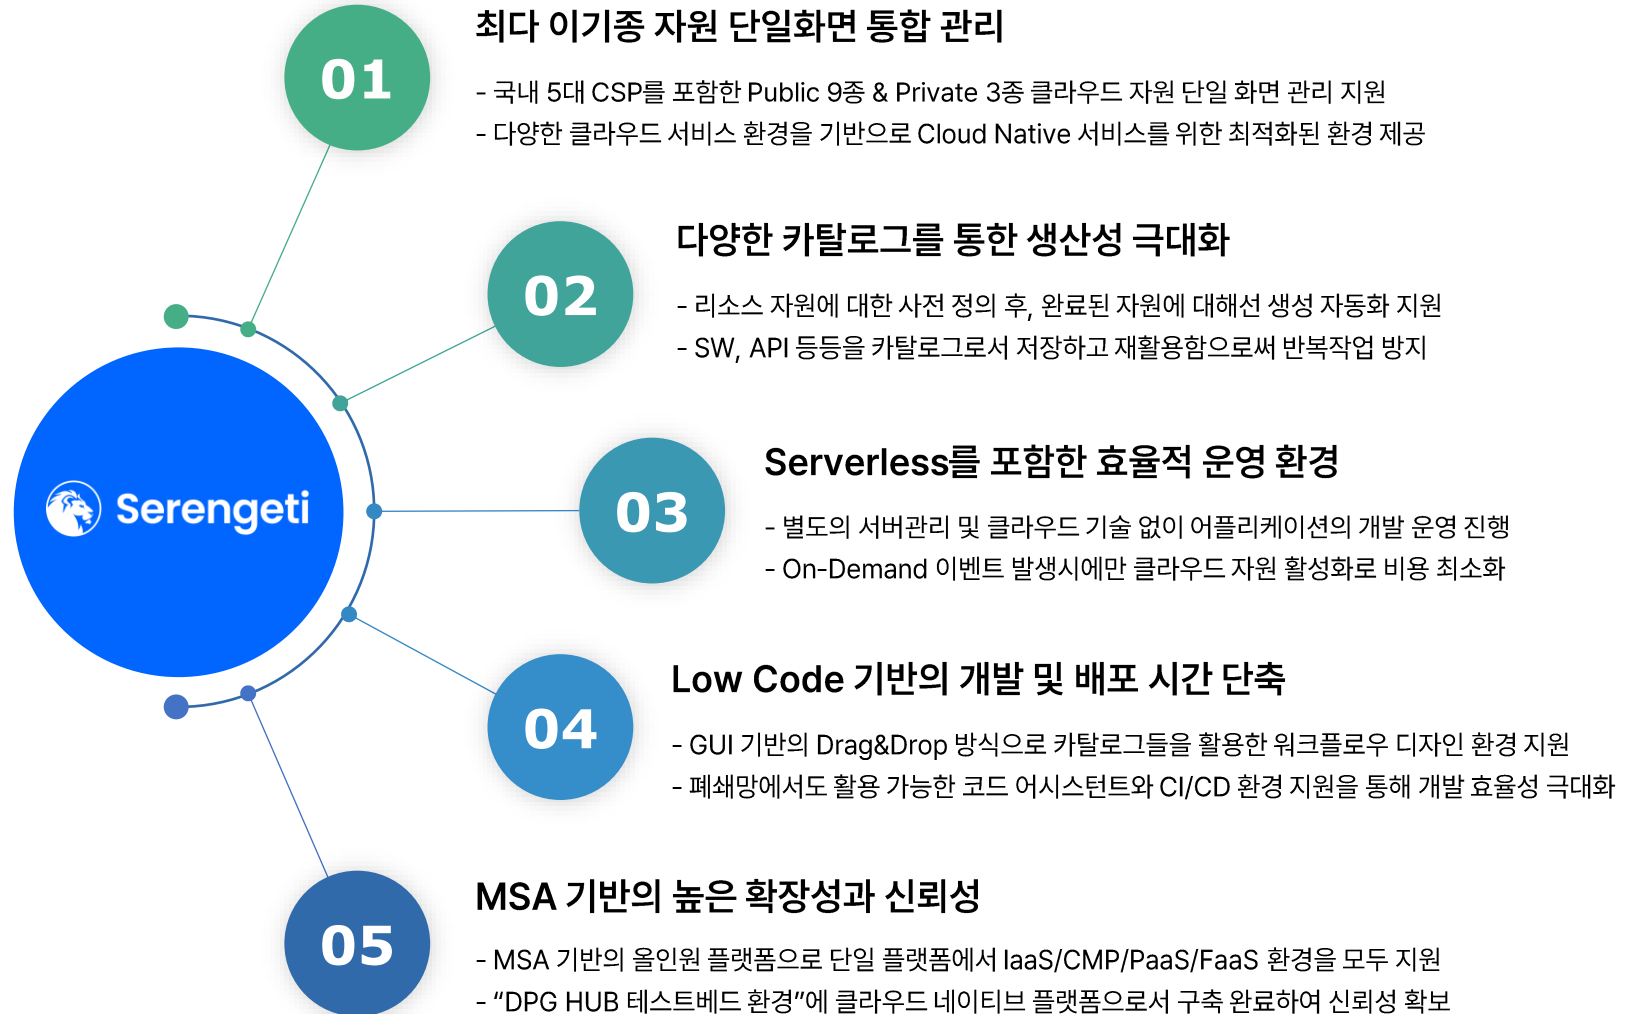 01
최다 이기종 자원 단일화면 통합 관리
- 국내 5대 CSP를 포함한 Public 9종 & Private 3종 클라우드 자원 단일 화면 관리 지원
- 다양한 클라우드 서비스 환경을 기반으로 Cloud Native 서비스를 위한 최적화된 환경 제공
02
다양한 카탈로그를 통한 생산성 극대화
- 리소스 자원에 대한 사전 정의 후, 완료된 자원에 대해선 생성 자동화 지원
- SW, API 등등을 카탈로그로서 저장하고 재활용함으로써 반복작업 방지
Serengeti
03
Serverless를 포함한 효율적 운영 환경
- 별도의 서버관리 및 클라우드 기술 없이 어플리케이션의 개발 운영 진행
- On-Demand 이벤트 발생시에만 클라우드 자원 활성화로 비용 최소화
04
Low Code 기반의 개발 및 배포 시간 단축
- GUI 기반의 Drag&Drop 방식으로 카탈로그들을 활용한 워크플로우 디자인 환경 지원
- 폐쇄망에서도 활용 가능한 코드 어시스턴트와 CI/CD 환경 지원을 통해 개발 효율성 극대화
05
MSA 기반의 높은 확장성과 신뢰성
- MSA 기반의 올인원 플랫폼으로 단일 플랫폼에서 IaaS/CMP/PaaS/FaaS 환경을 모두 지원
- “DPG HUB 테스트베드 환경”에 클라우드 네이티브 플랫폼으로서 구축 완료하여 신뢰성 확보